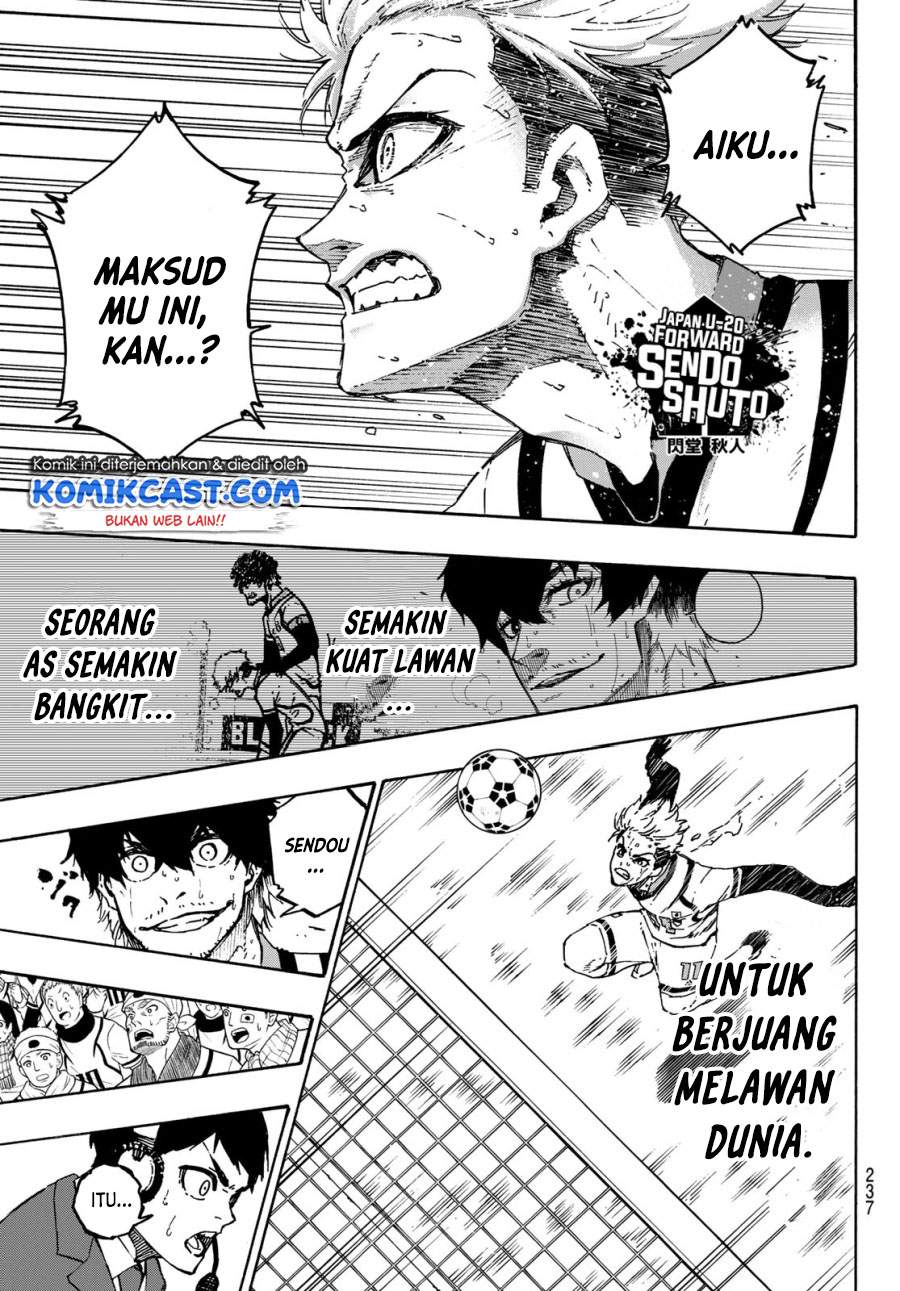 AIKU...
MAKSUD
MU INI,
KAN...?
JAPAN U-20
FORWARD
SENDO
SHUTO
閃堂 秋人
Komik ini diterjemahkan & diedit oleh
KOMIKCAST.COM
BUKAN WEB LAIN!!
SEMAKIN
KUAT LAWAN
...
SEORANG
AS SEMAKIN
BANGKIT...
BL
SENDOU
...
11
UNTUK
BERJUANG
MELAWAN
DUNIA.
ITU...
237